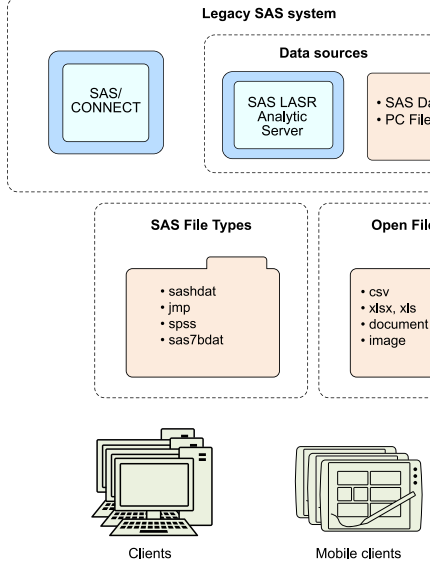 Legacy SAS system
Data sources
SAS/
CONNECT
SAS LASR
Analytic
Server
• SAS Da
• PC File
SAS File Types
• sashdat
• jmp
• spss
• sas7bdat
Open File
• csv
• xlsx, xls
• document
• image
Clients
Mobile clients